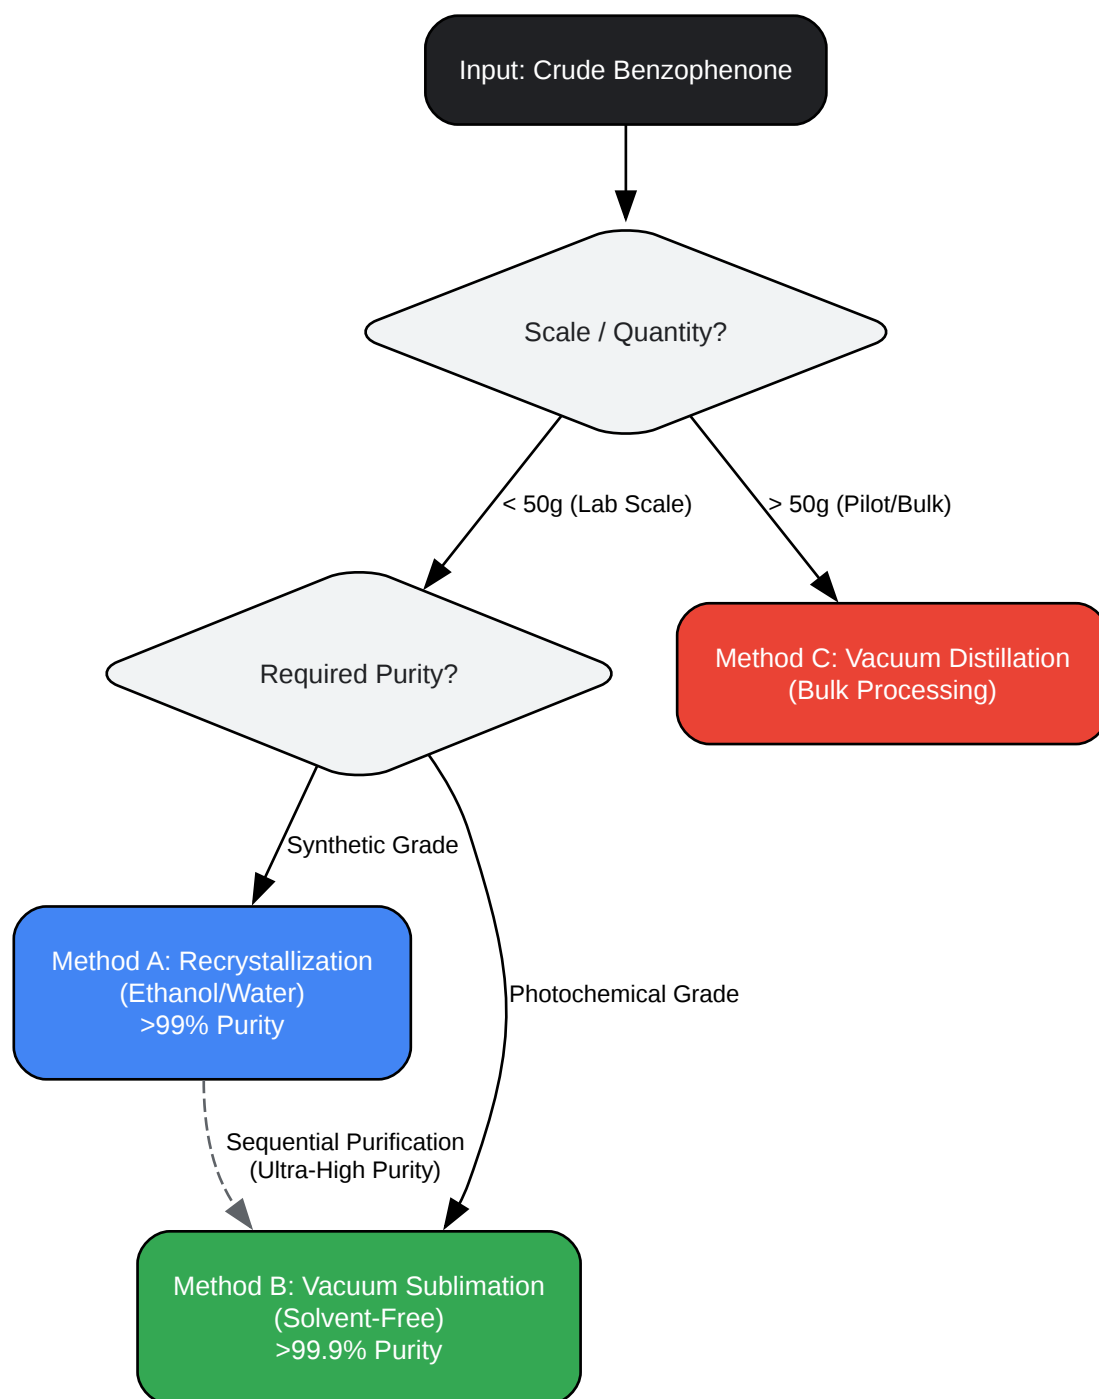 Input: Crude Benzophenone
Scale / Quantity?
< 50g (Lab Scale)
> 50g (Pilot/Bulk)
Required Purity?
Method C: Vacuum Distillation
(Bulk Processing)
Synthetic Grade
Method A: Recrystallization
(Ethanol/Water)
>99% Purity
Photochemical Grade
Sequential Purification
(Ultra-High Purity)
Method B: Vacuum Sublimation
(Solvent-Free)
>99.9% Purity